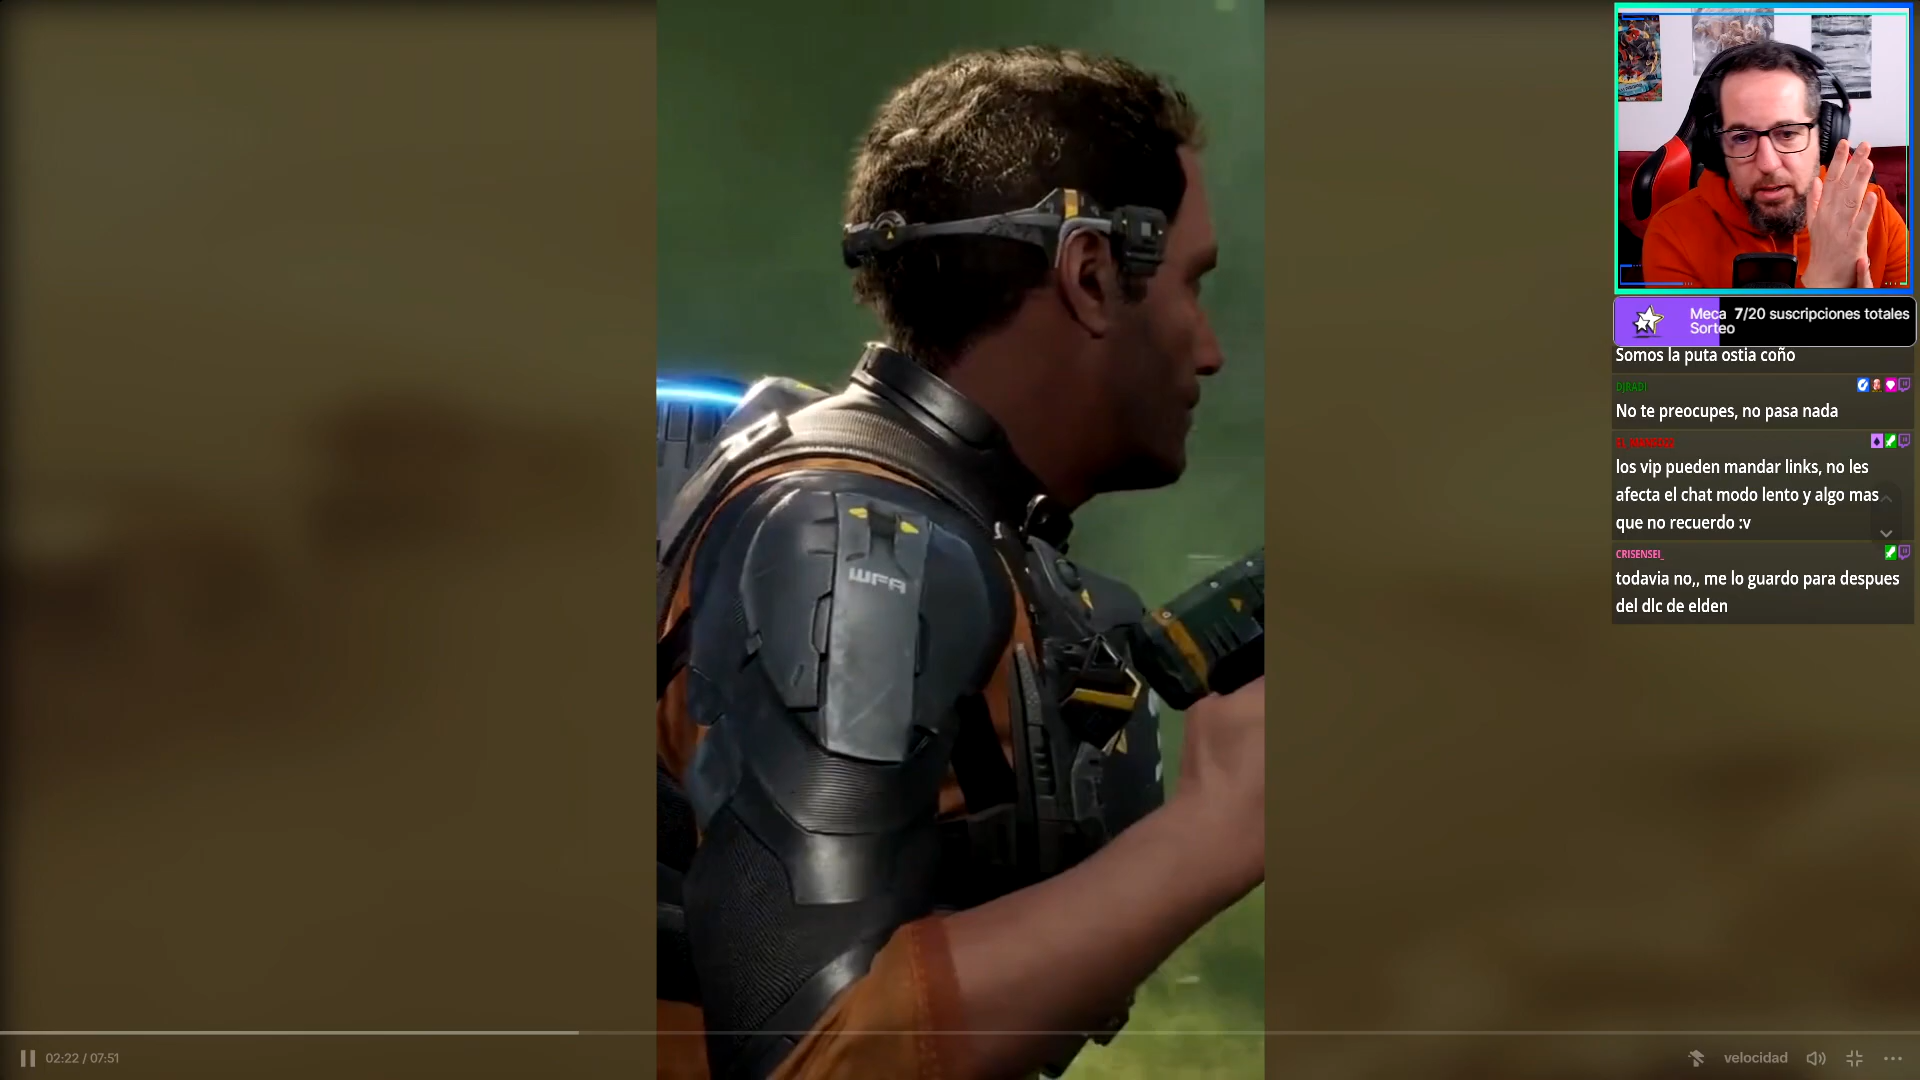 WFA
Meca 7/20 suscripciones totales
Sorteo
Somos la puta ostia coño
DJRADI
No te preocupes, no pasa nada
los vip pueden mandar links, no les
afecta el chat modo lento y algo mas
que no recuerdo :v
CRISENSEI_
todavia no,, me lo guardo para despues
del dlc de elden
02:22 / 07:51
velocidad